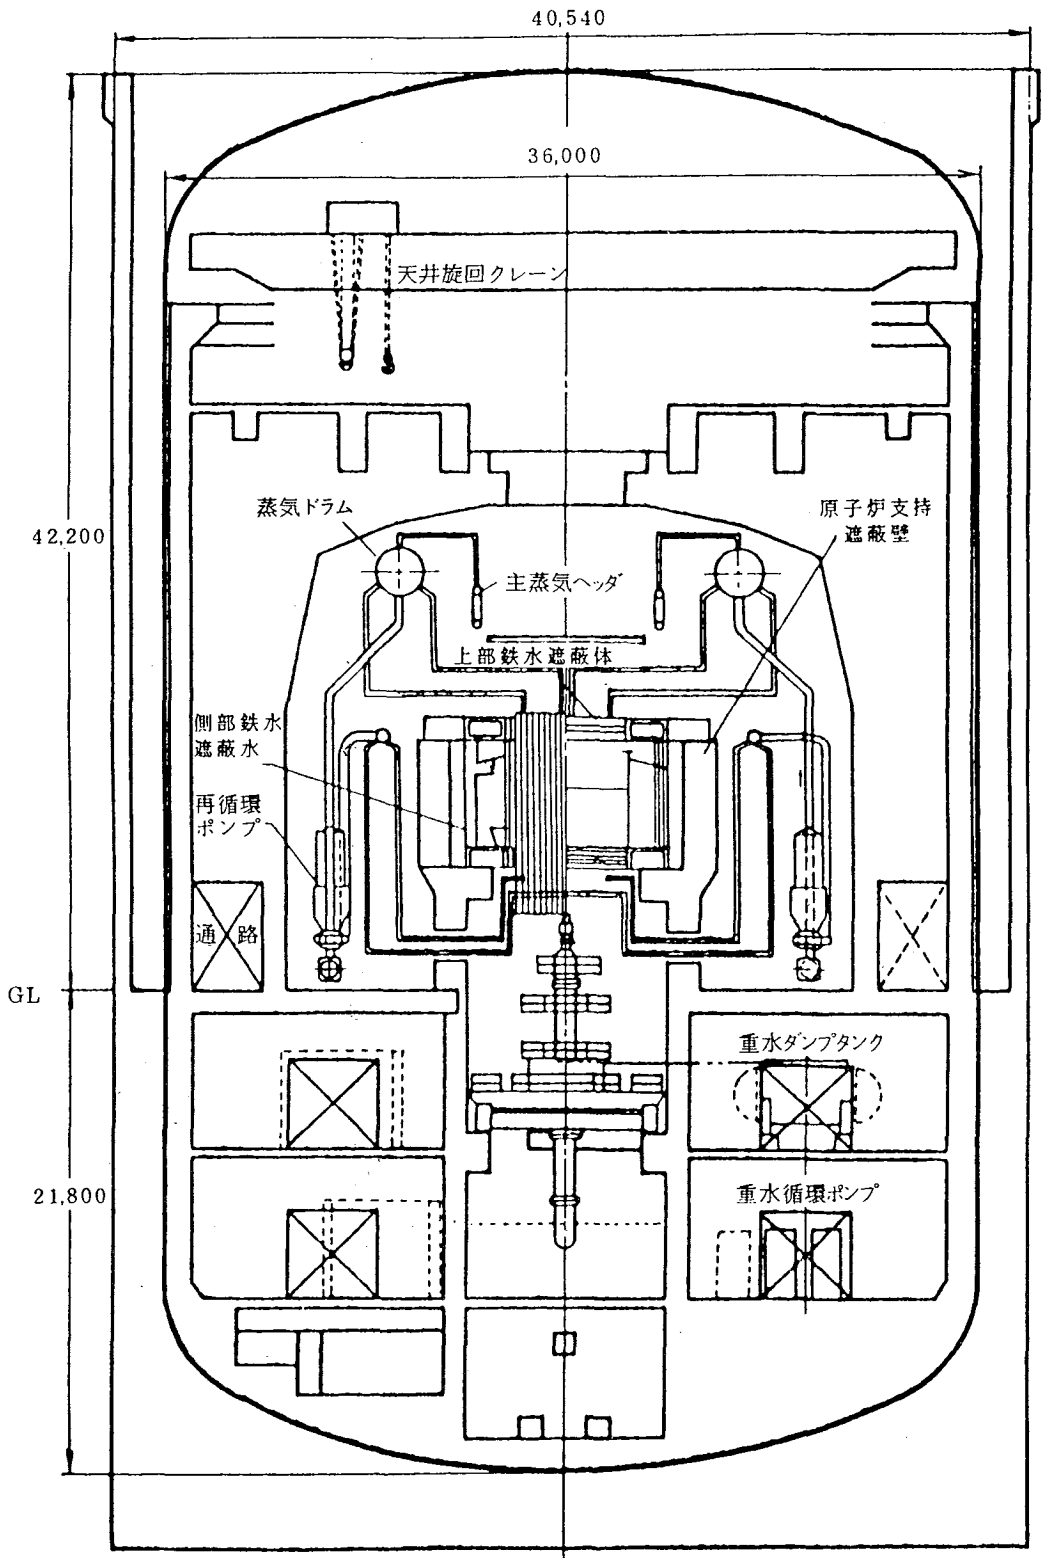 40,540
36,000
天井旋回クレーン
42,200
蒸気ドラム
原子炉支持
遮蔽壁
主蒸気ヘッダ
上部鉄水遮蔽体
側部鉄水
遮蔽水
再循環
ポンプ
通路
GL
重水ダンプタンク
21,800
重水循環ポンプ